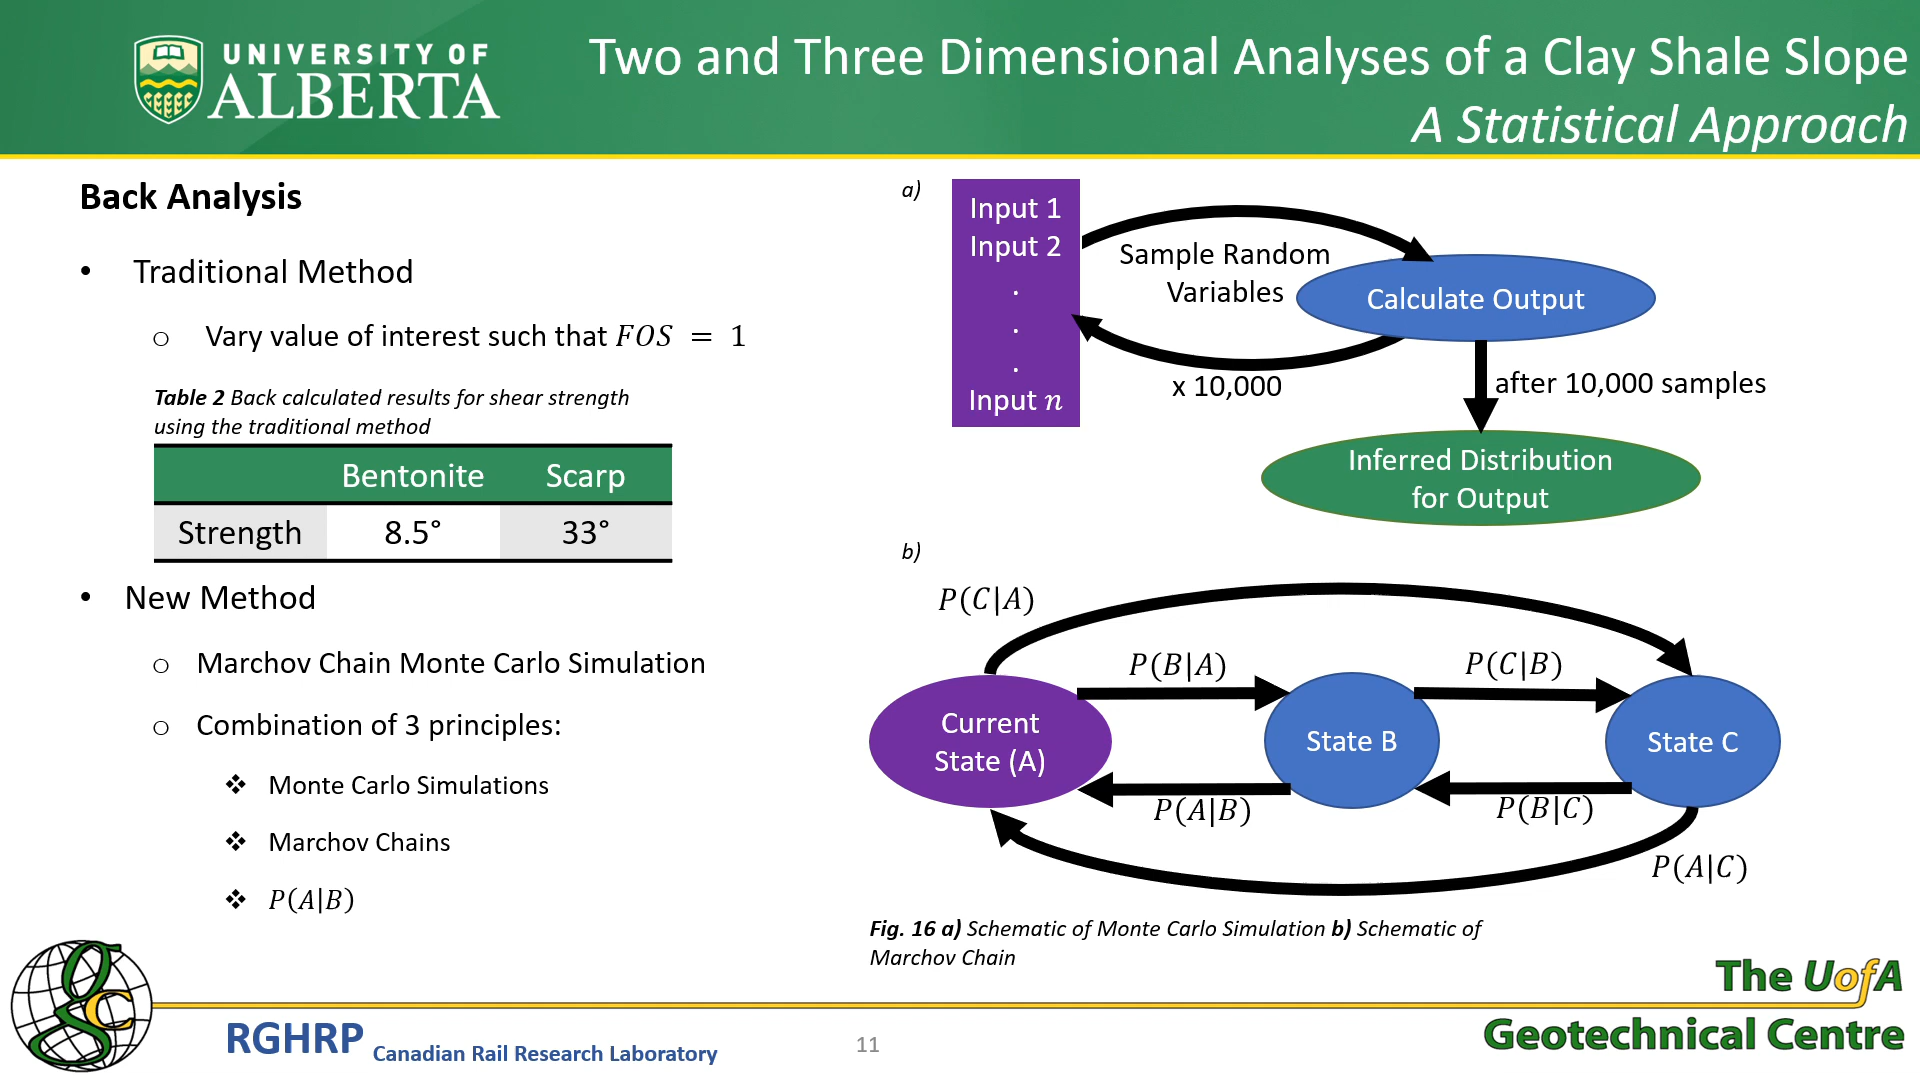 UNIVERSITY OF
ALBERTA
Two and Three Dimensional Analyses of a Clay Shale Slope
A Statistical Approach
Back Analysis
• Traditional Method
o Vary value of interest such that FOS = 1
Table 2 Back calculated results for shear strength
using the traditional method
Bentonite Scarp
Strength 8.5° 33°
• New Method
o Marchov Chain Monte Carlo Simulation
o Combination of 3 principles:
❖ Monte Carlo Simulations
❖ Marchov Chains
❖ P(A|B)
a)
Input 1
Input 2
.
.
.
Input n
Sample Random
Variables
x 10,000
Calculate Output
after 10,000 samples
Inferred Distribution
for Output
b)
P(C|A)
P(B|A)
P(C|B)
Current
State (A)
State B
State C
P(A|B)
P(B|C)
P(A|C)
Fig. 16 a) Schematic of Monte Carlo Simulation b) Schematic of
Marchov Chain
gc
RGHRP Canadian Rail Research Laboratory
11
The UofA
Geotechnical Centre